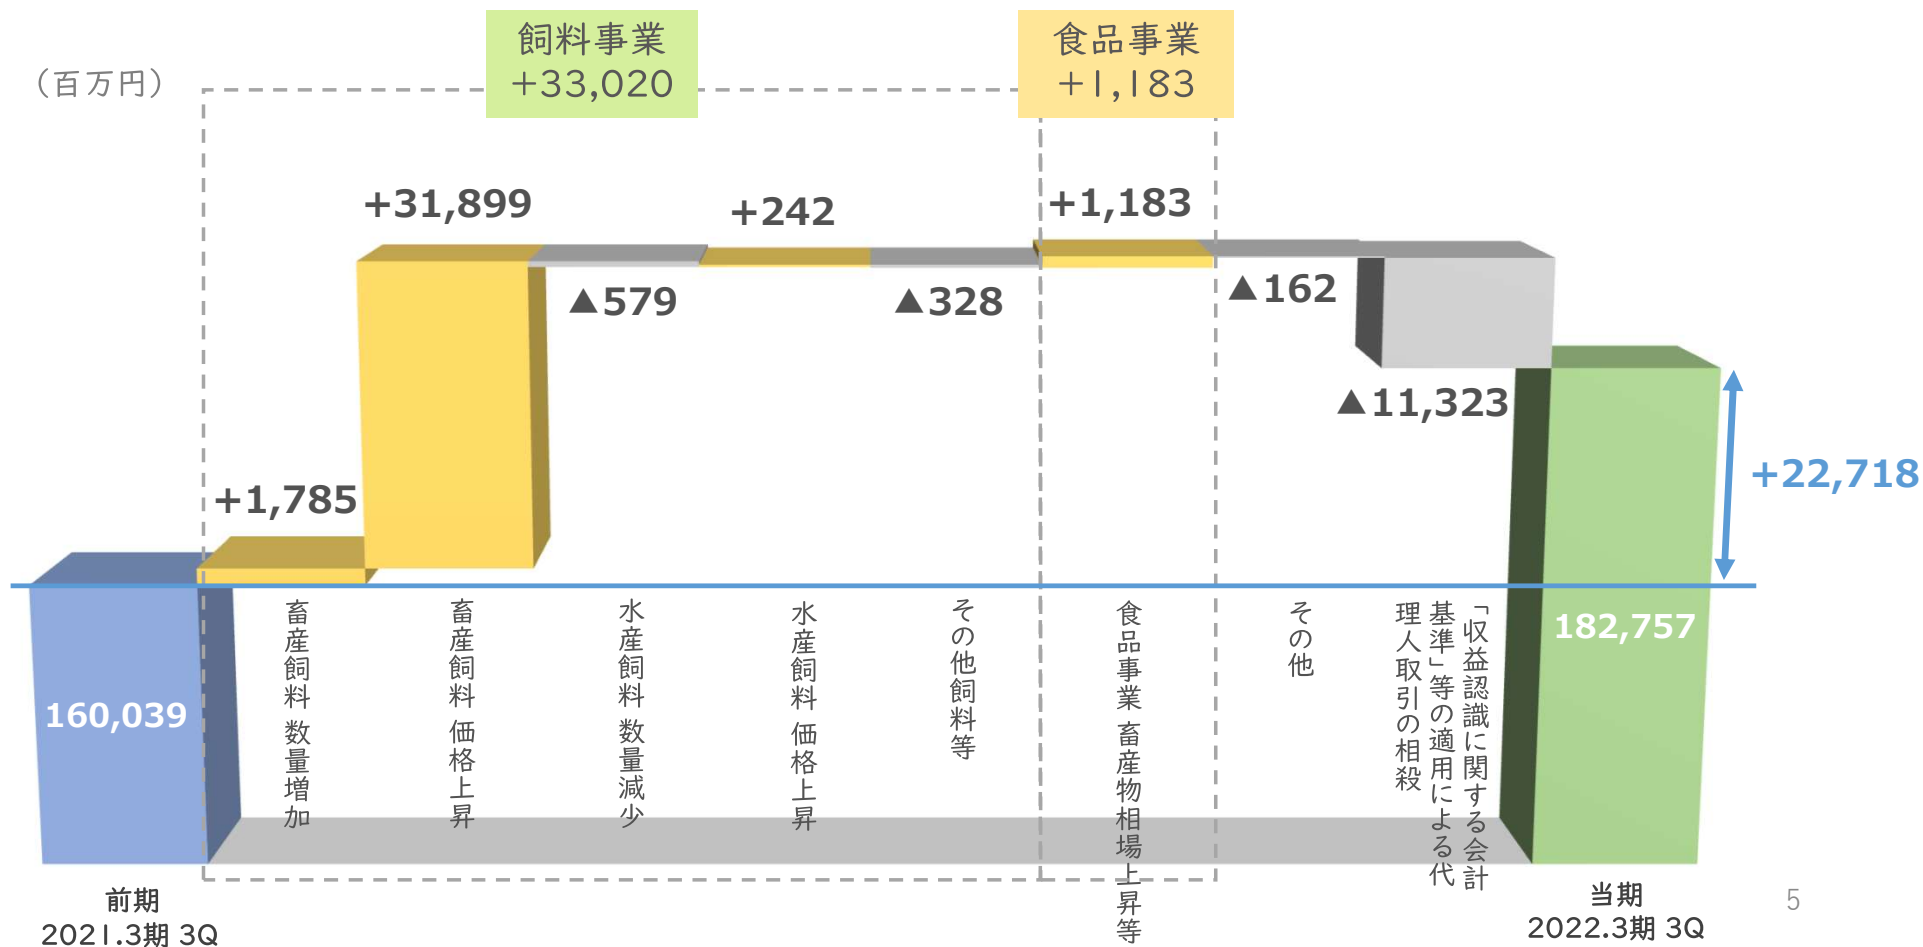 飼料事業
+33,020
食品事業
+1,183
（百万円）
+31,899
+242
+1,183
▲579
▲328
▲162
▲11,323
+22,718
+1,785
160,039
182,757
畜産飼料 数量増加
畜産飼料 価格上昇
水産飼料 数量減少
水産飼料 価格上昇
その他飼料等
食品事業 畜産物相場上昇等
その他
「収益認識に関する会計
基準」等の適用による代
理人取引の相殺
前期
2021.3期 3Q
当期
2022.3期 3Q
5